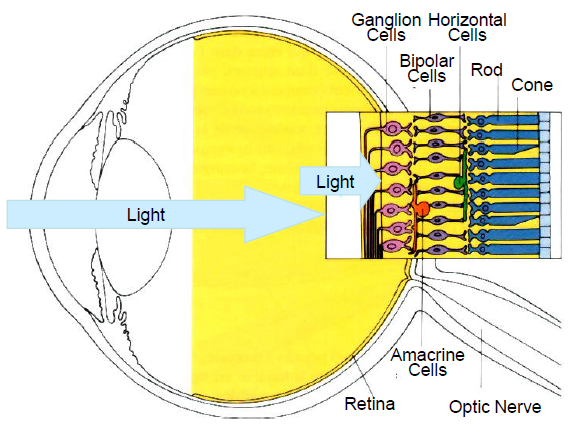 Ganglion Cells
Horizontal Cells
Bipolar Cells
Rod
Cone
Light
Light
Amacrine Cells
Retina
Optic Nerve